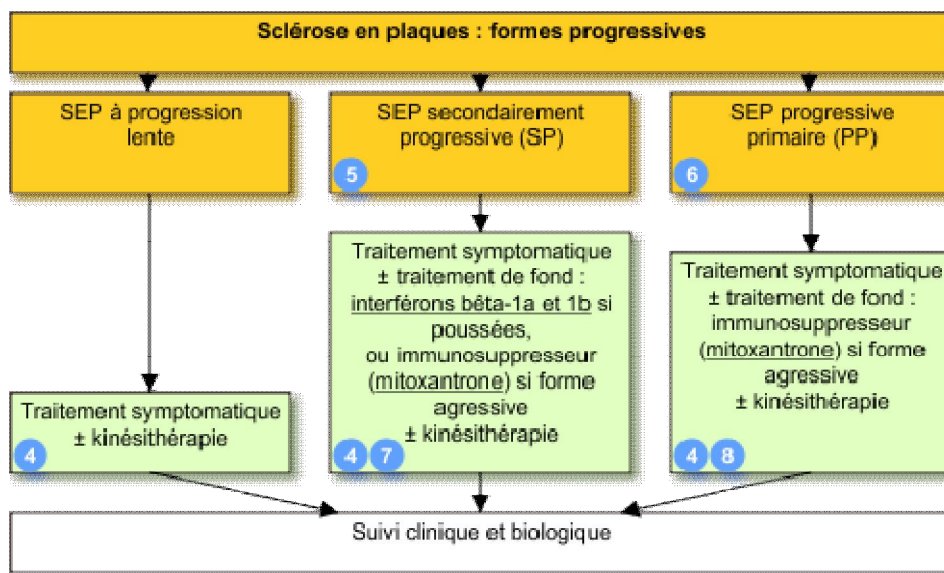 Sclérose en plaques : formes progressives
SEP à progression
lente
SEP secondairement
progressive (SP)
5
SEP progressive
primaire (PP)
6
Traitement symptomatique
± kinésithérapie
4
Traitement symptomatique
± traitement de fond :
interférons bêta-1a et 1b si
poussées,
ou immunosuppresseur
(mitoxantrone) si forme
agressive
± kinésithérapie
4 7
Traitement symptomatique
± traitement de fond :
immunosuppresseur
(mitoxantrone) si forme
agressive
± kinésithérapie
4 8
Suivi clinique et biologique